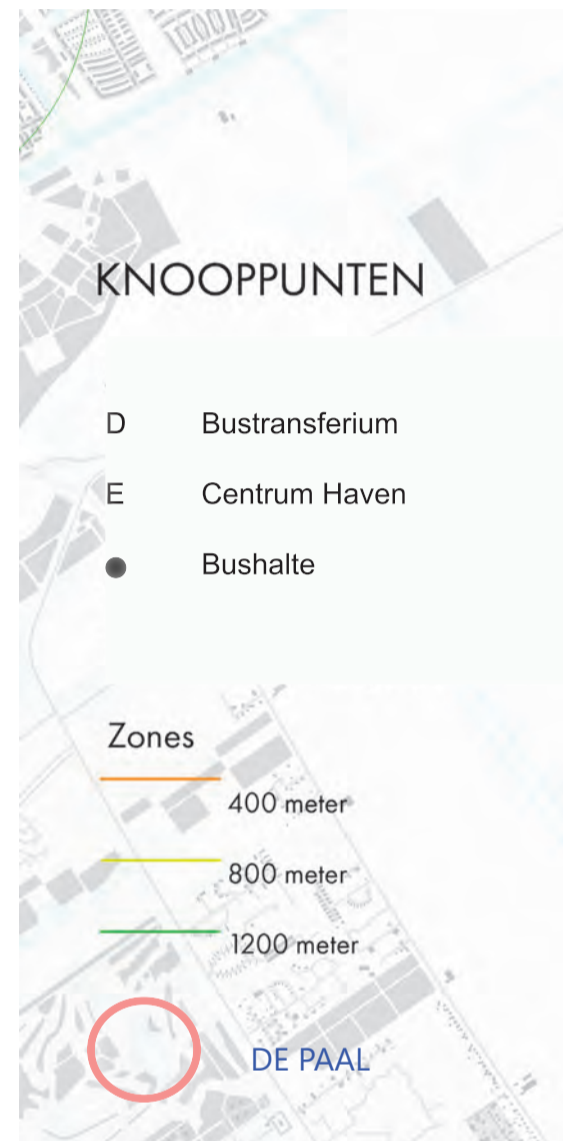 KNOOPPUNTEN
D Bustransferium
E Centrum Haven
Bushalte
Zones
400 meter
800 meter
1200 meter
DE PAAL